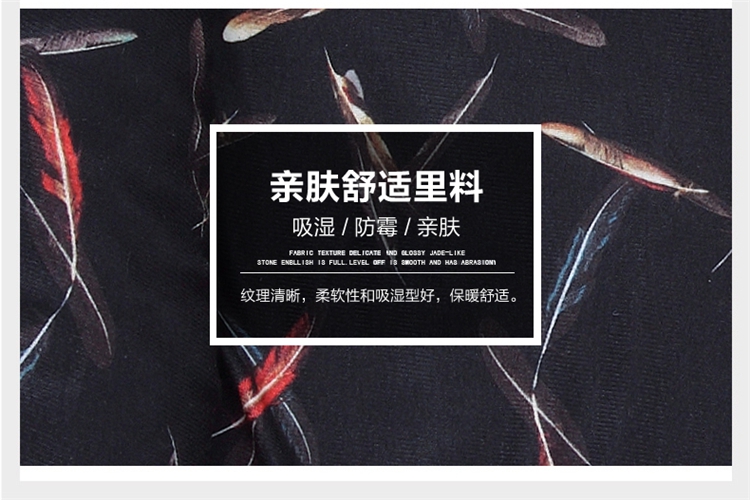 亲肤舒适里料
吸湿 / 防霉 / 亲肤
FABRIC TEXTURE DELICATE AND GLOSSY JADE-LIKE
STONE ENBLLISH IS FULL.LEVEL OFF IS SMOOTH AND HAS ABRASION)
纹理清晰，柔软性和吸湿型好，保暖舒适。